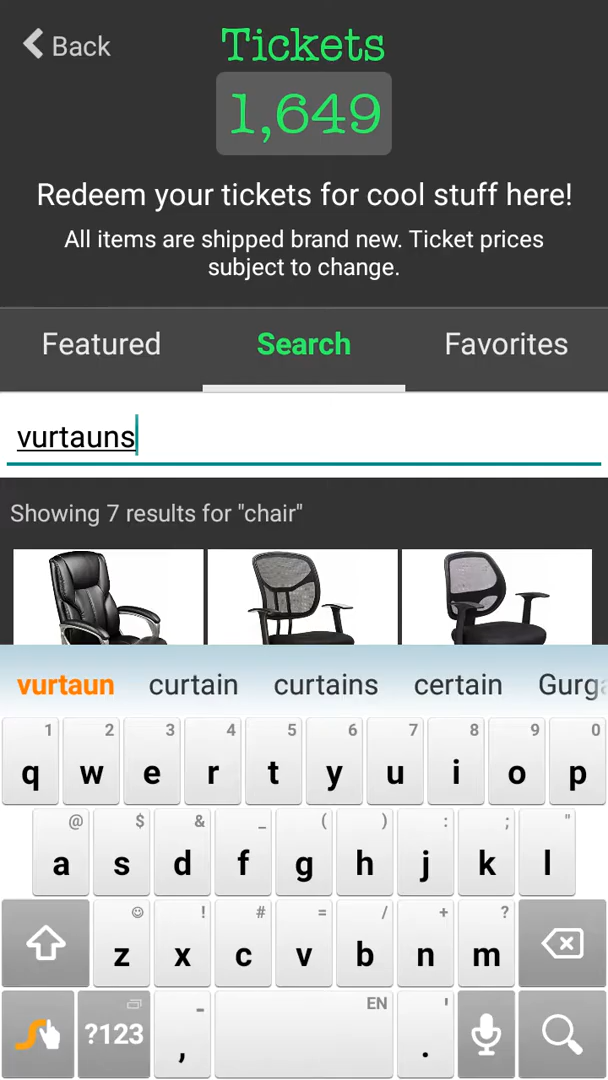 Back
Tickets
1,649
Redeem your tickets for cool stuff here!
All items are shipped brand new. Ticket prices
subject to change.
Featured Search Favorites
vurtauns
Showing 7 results for "chair"
vurtaun curtain curtains certain Gurga
1 2 3 4 5 6 7 8 9 0
q w e r t y u i o p
@ $ & _ ( ) : ; "
a s d f g h j k l
! # = / + ?
z x c v b n m
- EN '
?123 , .